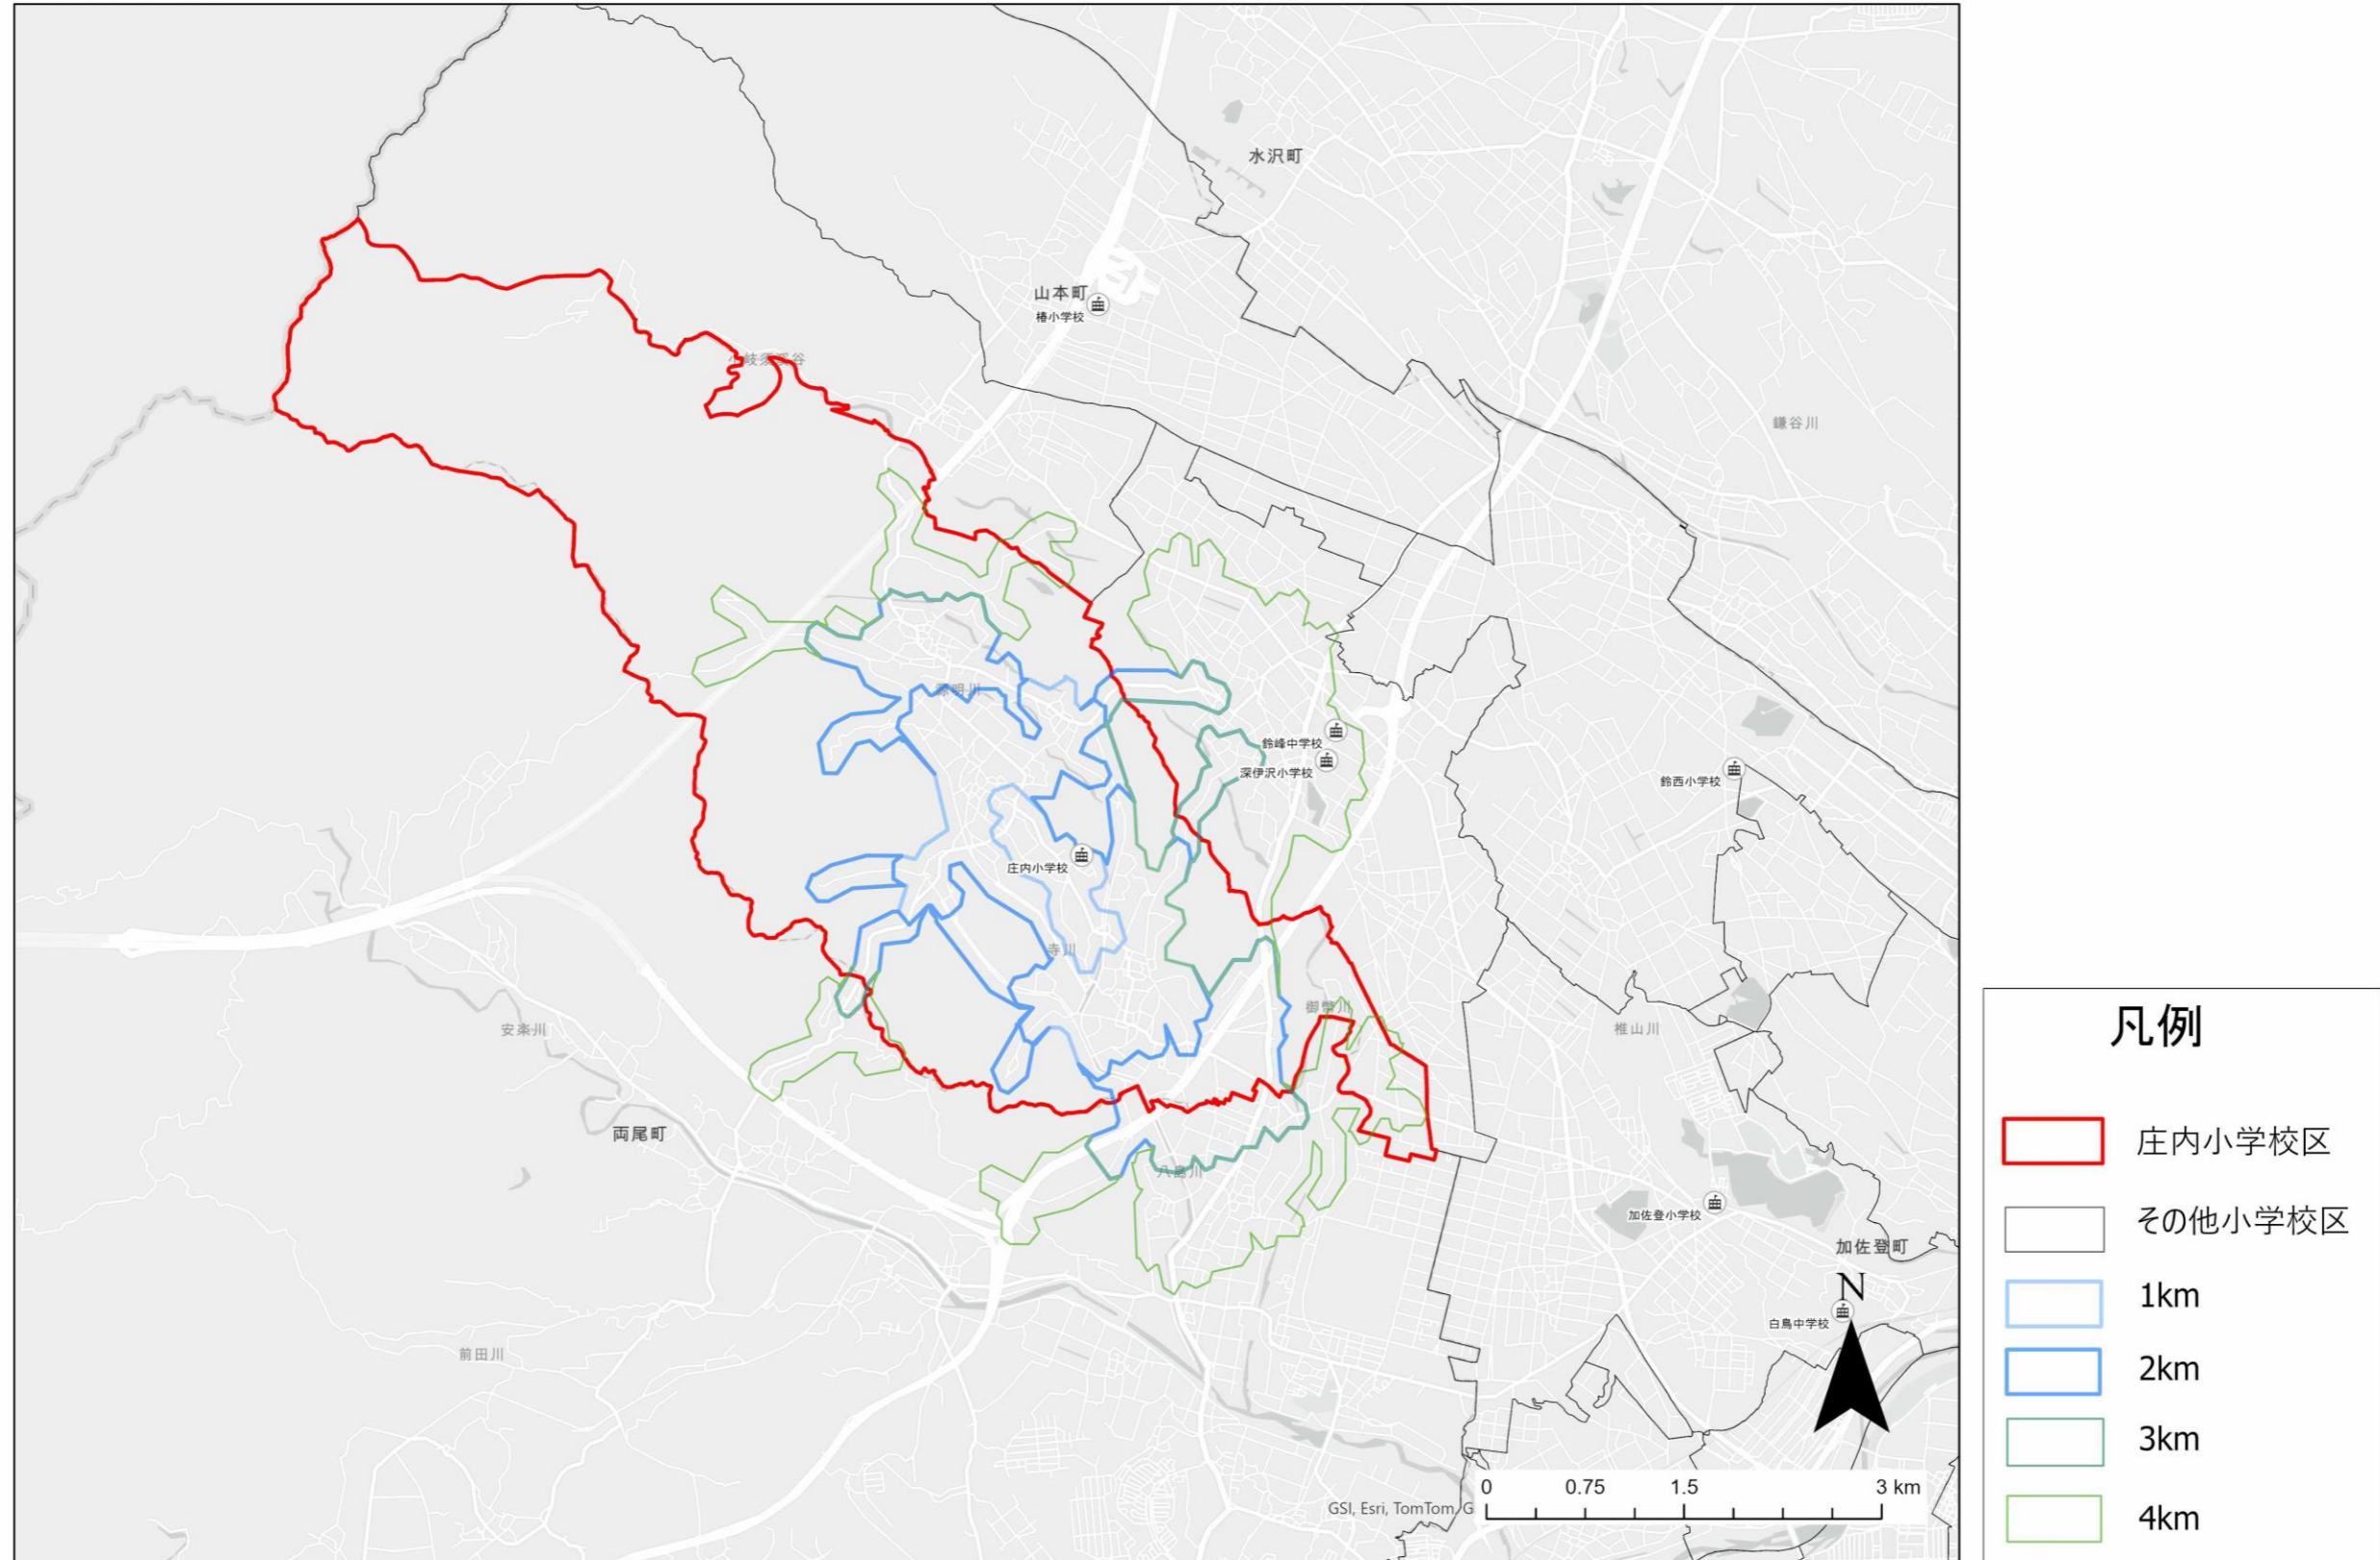 水沢町
山本町
椿小学校
小岐須渓谷
鎌谷川
鈴峰中学校
深伊沢小学校
鈴西小学校
庄内小学校
寺川
御幣川
安楽川
椎山川
両尾町
八島川
加佐登小学校
加佐登町
N
白鳥中学校
前田川
0 0.75 1.5 3 km
GSI, Esri, TomTom, G
凡例
庄内小学校区
その他小学校区
1km
2km
3km
4km